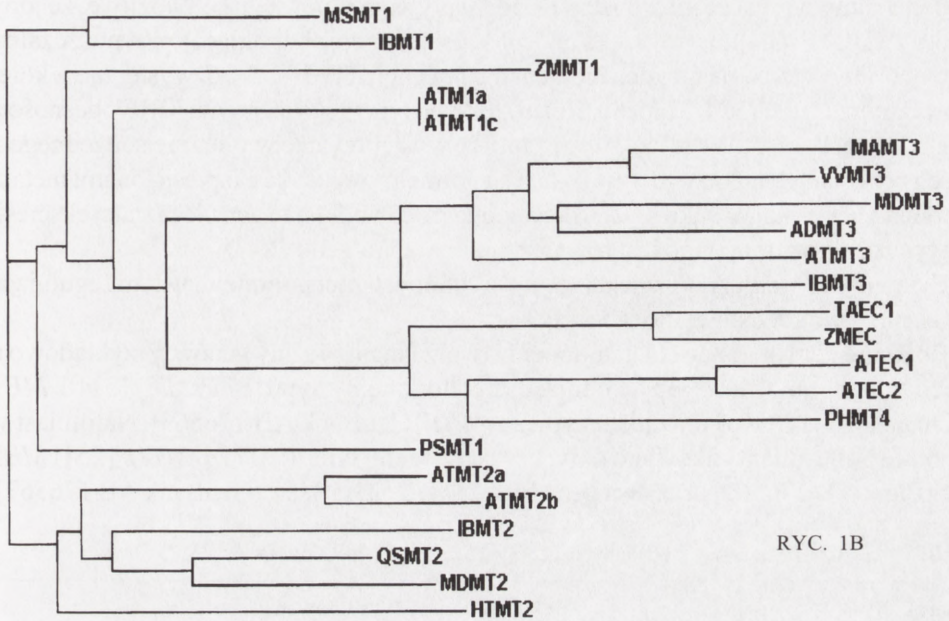 MSMT1
IBMT1
ZMMT1
ATM1a
ATMT1c
MAMT3
VVMT3
MDMT3
ADMT3
ATMT3
IBMT3
TAEC1
ZMEC
ATEC1
ATEC2
PHMT4
PSMT1
ATMT2a
ATMT2b
IBMT2
QSMT2
MDMT2
HTMT2
RYC. 1B